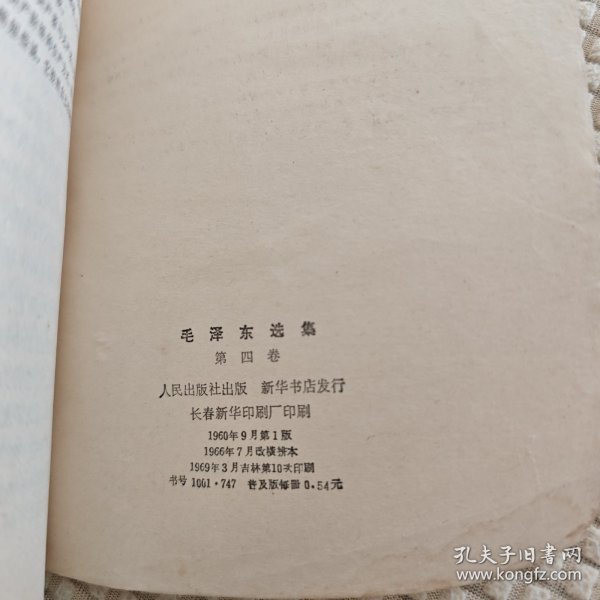 毛泽东选集
第四卷
人民出版社出版 新华书店发行
长春新华印刷厂印刷
1960年9月第1版
1966年7月改横排本
1969年3月吉林第10次印刷
书号 1001·747 普及版每册 0.54元
孔夫子旧书网
www.kongfz.com